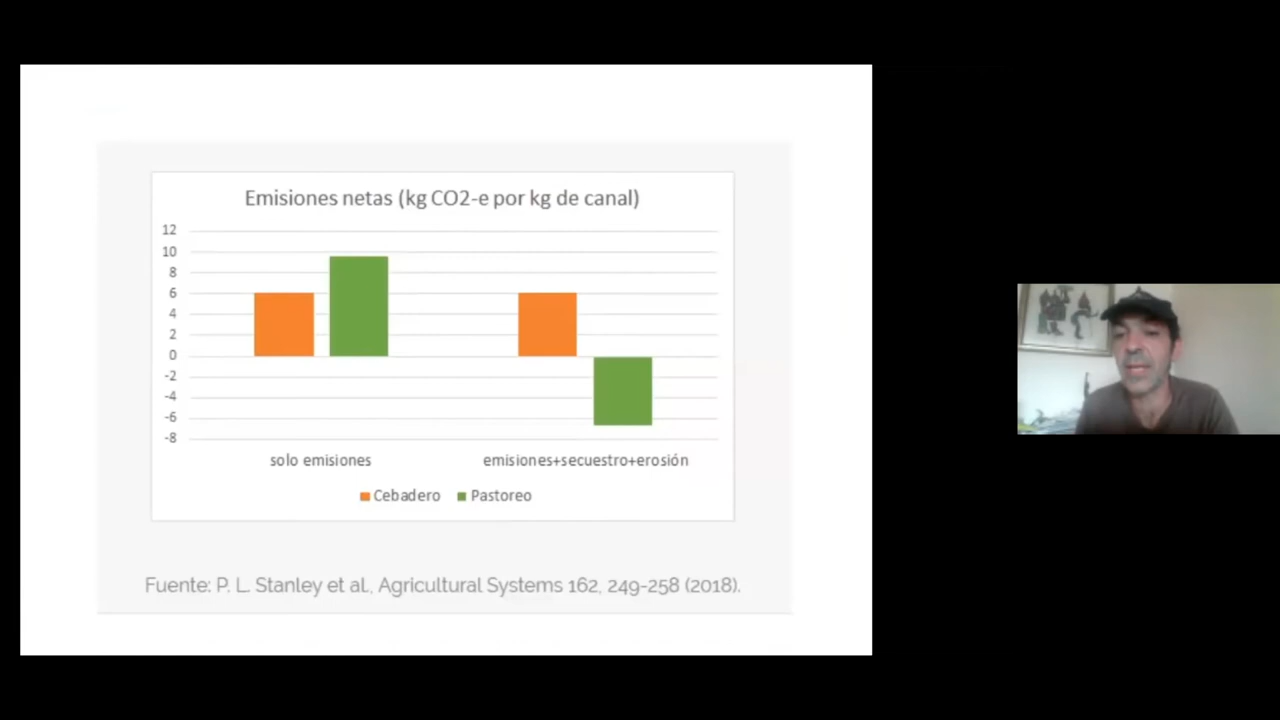 Emisiones netas (kg CO2-e por kg de canal)
12
10
8
6
4
2
0
-2
-4
-6
-8
solo emisiones
emisiones+secuestro+erosión
Cebadero
Pastoreo
Fuente: P. L. Stanley et al., Agricultural Systems 162, 249-258 (2018).